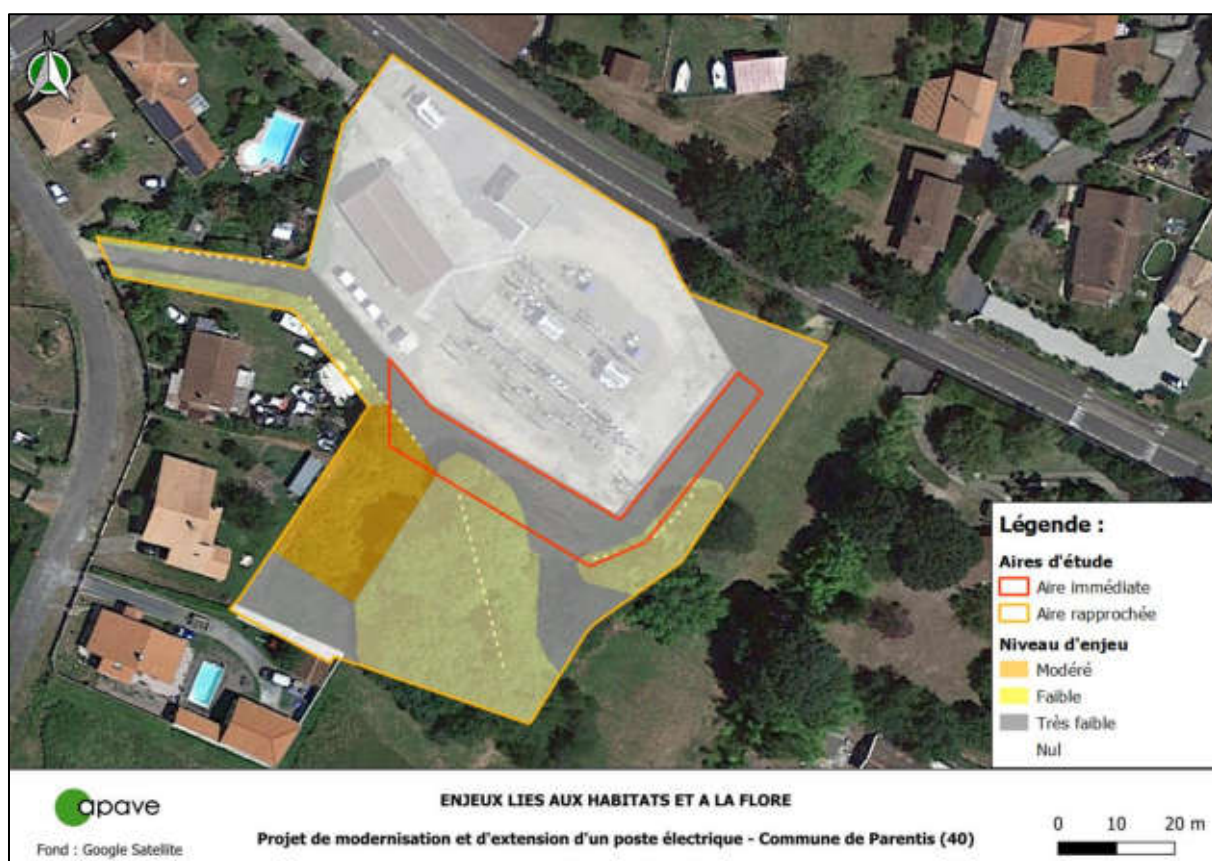 N
Légende :
Aires d'étude
Aire immédiate
Aire rapprochée
Niveau d'enjeu
Modéré
Faible
Très faible
Nul
apave
Fond : Google Satellite
ENJEUX LIES AUX HABITATS ET A LA FLORE
Projet de modernisation et d'extension d'un poste électrique - Commune de Parentis (40)
0 10 20 m